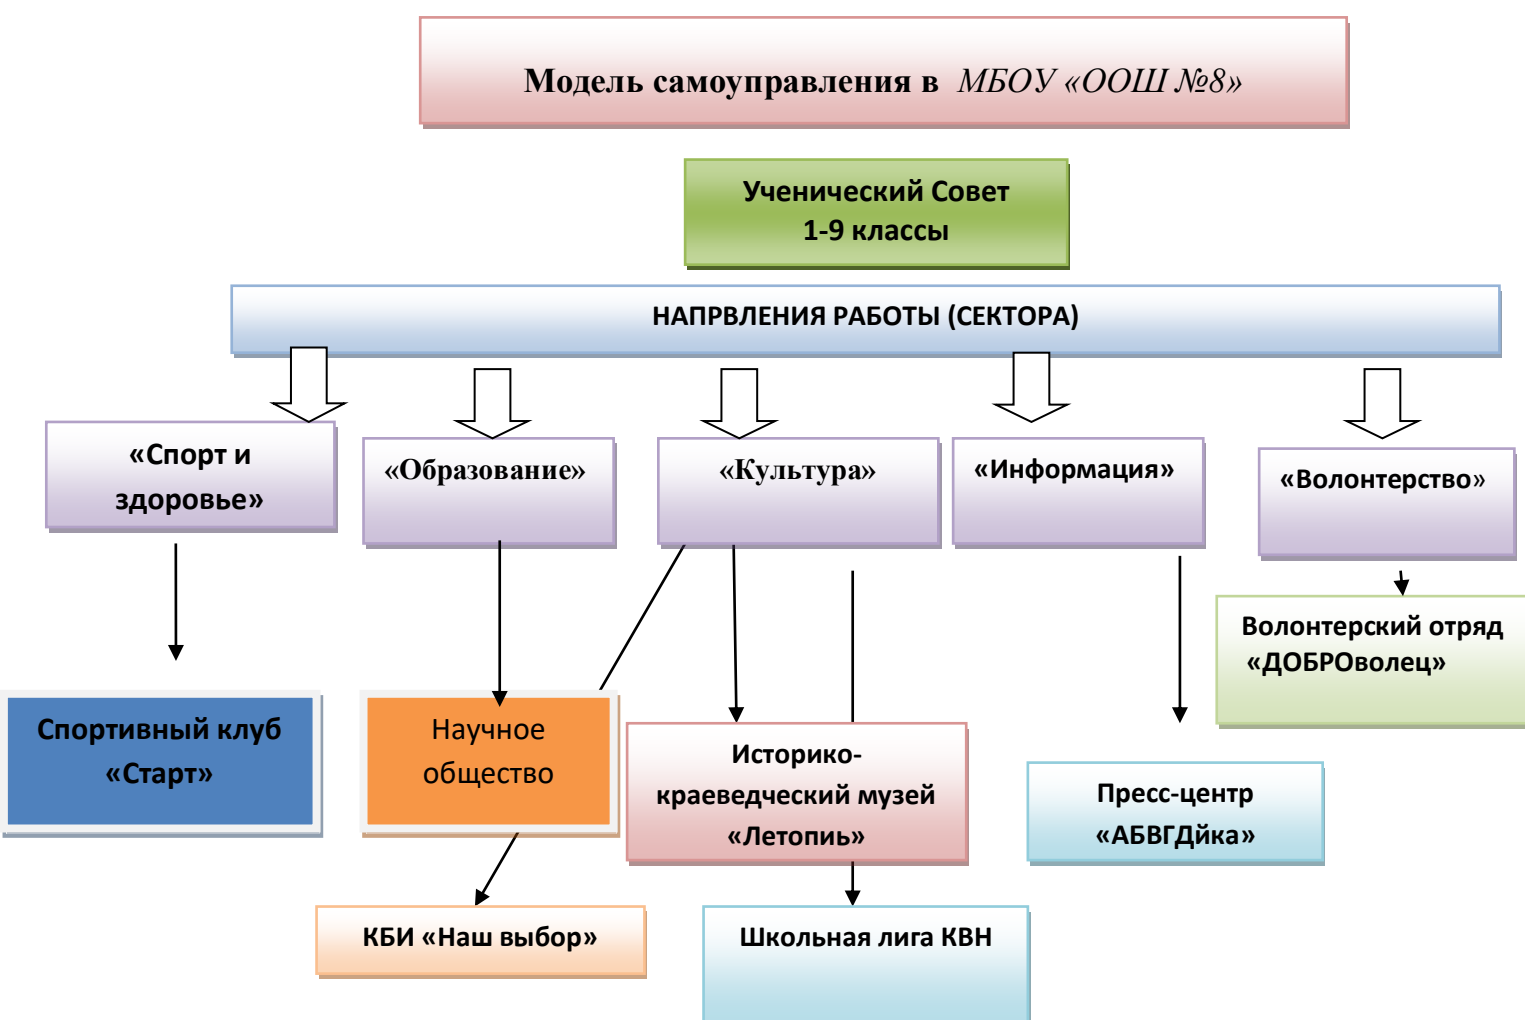 Модель самоуправления в МБОУ «ООШ №8»
Ученический Совет
1-9 классы
НАПРВЛЕНИЯ РАБОТЫ (СЕКТОРА)
«Спорт и
здоровье»
«Образование»
«Культура»
«Информация»
«Волонтерство»
Волонтерский отряд
«ДОБРОволец»
Спортивный клуб
«Старт»
Научное
общество
Историко-
краеведческий музей
«Летопиь»
Пресс-центр
«АБВГДйка»
КБИ «Наш выбор»
Школьная лига КВН